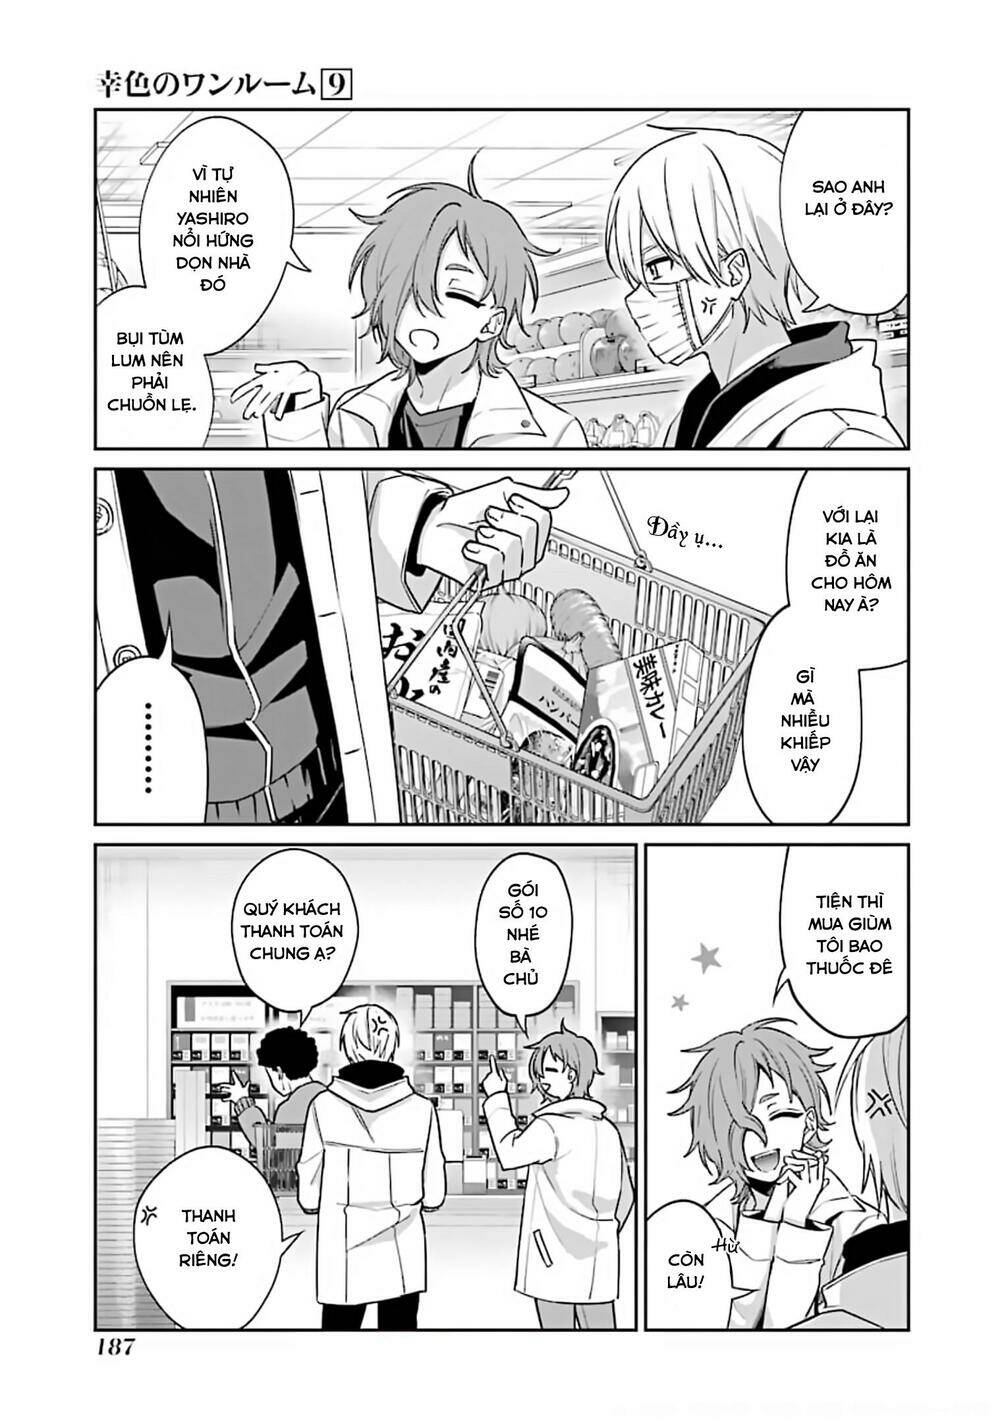 幸色のワンルーム 9
SAO ANH
LẠI Ở ĐÂY?
VÌ TỰ
NHIÊN
YASHIRO
NỔI HỨNG
DỌN NHÀ
ĐÓ
BỤI TÙM
LUM NÊN
PHẢI
CHUỒN LẸ.
VỚI LẠI
KIA LÀ
ĐỒ ĂN
CHO HÔM
NAY À?
Đầy ụ...
GÌ
MÀ
NHIỀU
KHIẾP
VẬY
国内産の
美味カレー
ハンバー
.........
TIỆN THÌ
MUA GIÙM
TÔI BAO
THUỐC ĐÊ
Hừ
CÒN
LÂU!
GÓI
SỐ 10
NHÉ
BÀ
CHỦ
QUÝ KHÁCH
THANH TOÁN
CHUNG Ạ?
THANH
TOÁN
RIÊNG!
187